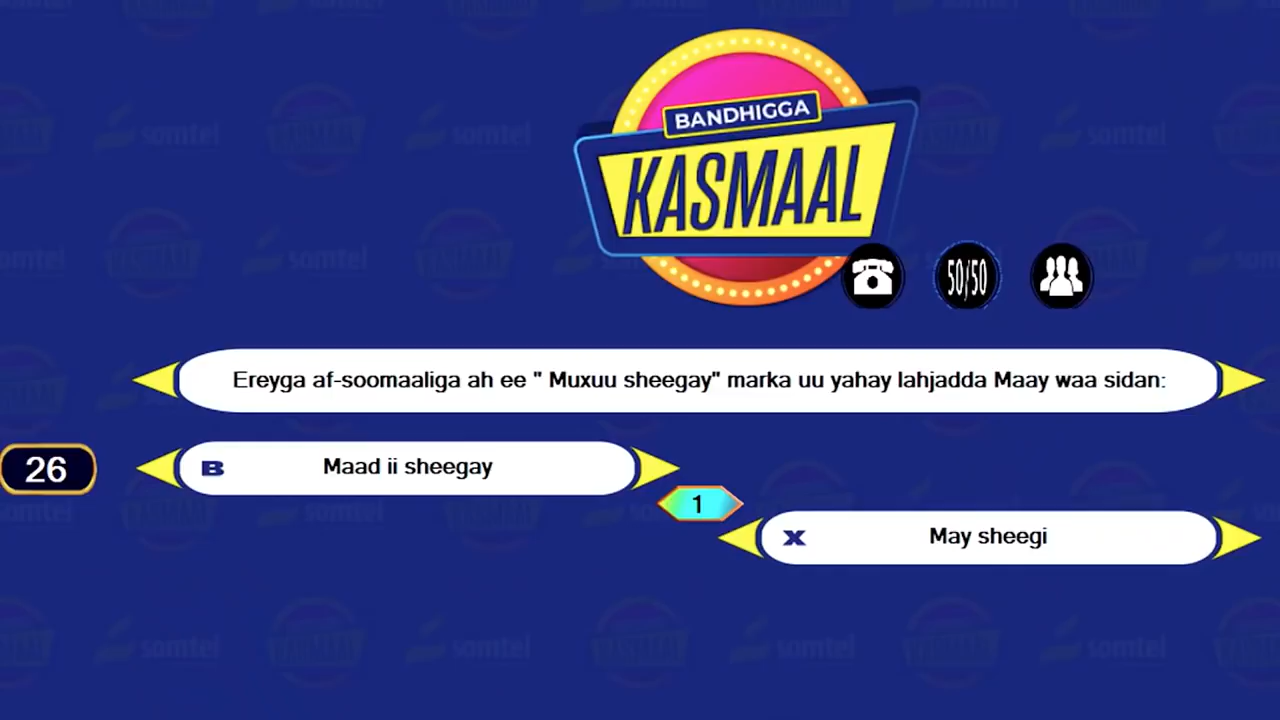 BANDHIGGA
KASMAAL
50/50
Ereyga af-soomaaliga ah ee " Muxuu sheegay" marka uu yahay lahjadda Maay waa sidan:
26
B Maad ii sheegay
1
X May sheegi
somtel